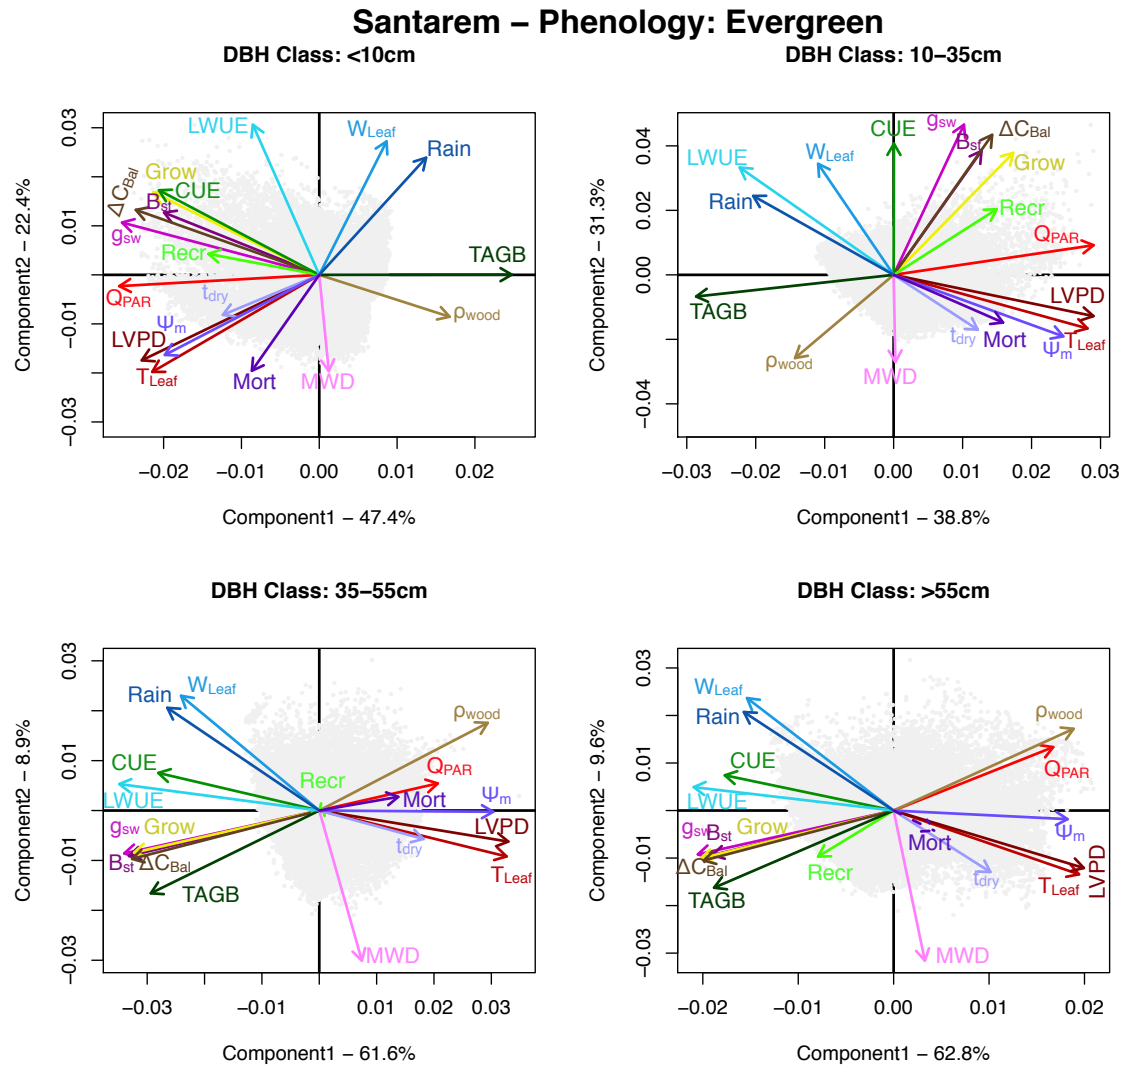 Santarem – Phenology: Evergreen
DBH Class: <10cm
Component2 – 22.4%
0.03
0.01
−0.01
−0.03
LWUE
WLeaf
Rain
Grow
CUE
ΔCBal
Bst
gsw
Recr
TAGB
QPAR
tdry
ρwood
Ψm
LVPD
TLeaf
Mort
MWD
−0.02
−0.01
0.00
0.01
0.02
Component1 – 47.4%
DBH Class: 10–35cm
Component2 – 31.3%
0.04
0.02
0.00
−0.04
CUE
gsw
ΔCBal
Bst
LWUE
WLeaf
Grow
Rain
Recr
QPAR
TAGB
LVPD
tdry
Mort
Ψm
TLeaf
ρwood
MWD
−0.03
−0.02
−0.01
0.00
0.01
0.02
0.03
Component1 – 38.8%
DBH Class: 35–55cm
Component2 – 8.9%
0.03
0.01
−0.01
−0.03
Rain
WLeaf
ρwood
CUE
Recr
QPAR
LWUE
Mort
Ψm
gsw
Grow
LVPD
tdry
Bst
ΔCBal
TLeaf
TAGB
MWD
−0.03
−0.01
0.00
0.01
0.02
0.03
Component1 – 61.6%
DBH Class: >55cm
Component2 – 9.6%
0.03
0.01
−0.01
−0.03
WLeaf
Rain
ρwood
CUE
QPAR
LWUE
gsw
Bst
Grow
Mort
Ψm
ΔCBal
Recr
tdry
TLeaf
LVPD
TAGB
MWD
−0.02
−0.01
0.00
0.01
0.02
Component1 – 62.8%